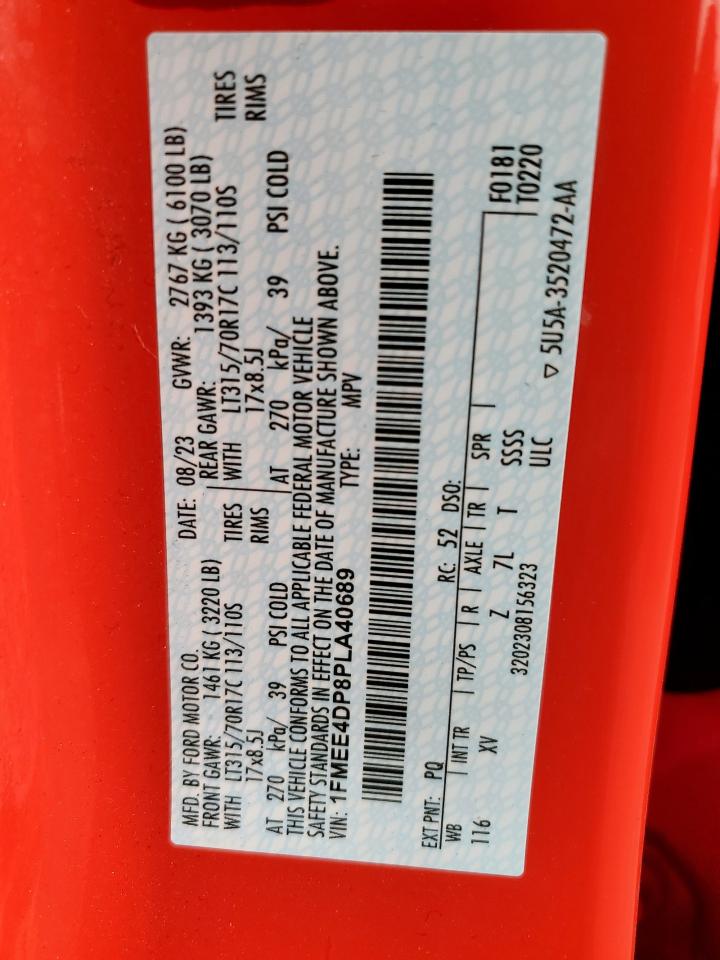 MFD. BY FORD MOTOR CO.
DATE: 08/23 GVWR: 2767 KG ( 6100 LB)
FRONT GAWR: 1461 KG ( 3220 LB) REAR GAWR: 1393 KG ( 3070 LB)
WITH LT315/70R17C 113/110S TIRES WITH LT315/70R17C 113/110S TIRES
17x8.5J RIMS 17x8.5J RIMS
AT 270 kPa/ 39 PSI COLD AT 270 kPa/ 39 PSI COLD
THIS VEHICLE CONFORMS TO ALL APPLICABLE FEDERAL MOTOR VEHICLE
SAFETY STANDARDS IN EFFECT ON THE DATE OF MANUFACTURE SHOWN ABOVE.
VIN: 1FMEE4DP8PLA40689 TYPE: MPV
EXT PNT: PQ RC: 52 DSO: F0181
WB INT TR TP/PS R AXLE TR SPR T0220
116 XV Z 7L T SSSS
3202308156323 ULC ▽ 5U5A-3520472-AA